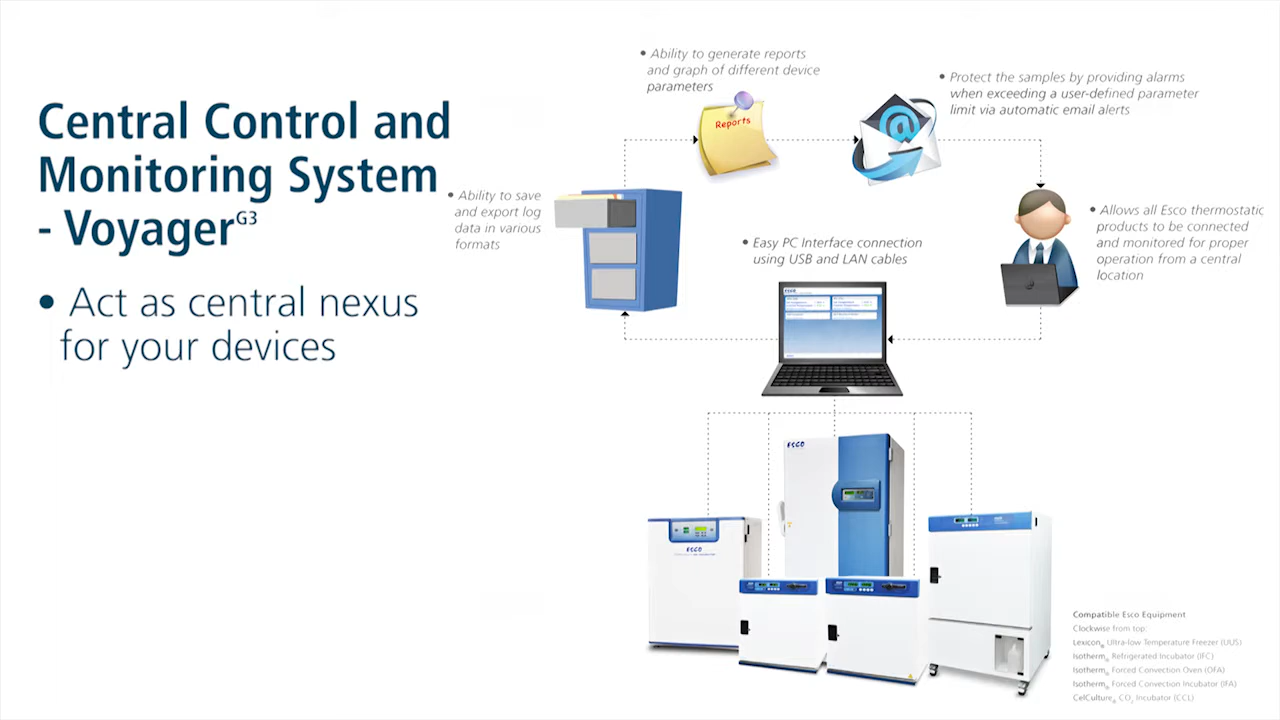 Central Control and
Monitoring System
- Voyager G3
• Act as central nexus
for your devices
• Ability to generate reports
and graph of different device
parameters
• Protect the samples by providing alarms
when exceeding a user-defined parameter
limit via automatic email alerts
Reports
@
• Ability to save
and export log
data in various
formats
• Easy PC Interface connection
using USB and LAN cables
• Allows all Esco thermostatic
products to be connected
and monitored for proper
operation from a central
location
ESCO
ESCO
Compatible Esco Equipment
Clockwise from top:
Lexicon® Ultra-low Temperature Freezer (UUS)
Isotherm® Refrigerated Incubator (IFC)
Isotherm® Forced Convection Oven (OFA)
Isotherm® Forced Convection Incubator (IFA)
CelCulture® CO2 Incubator (CCL)